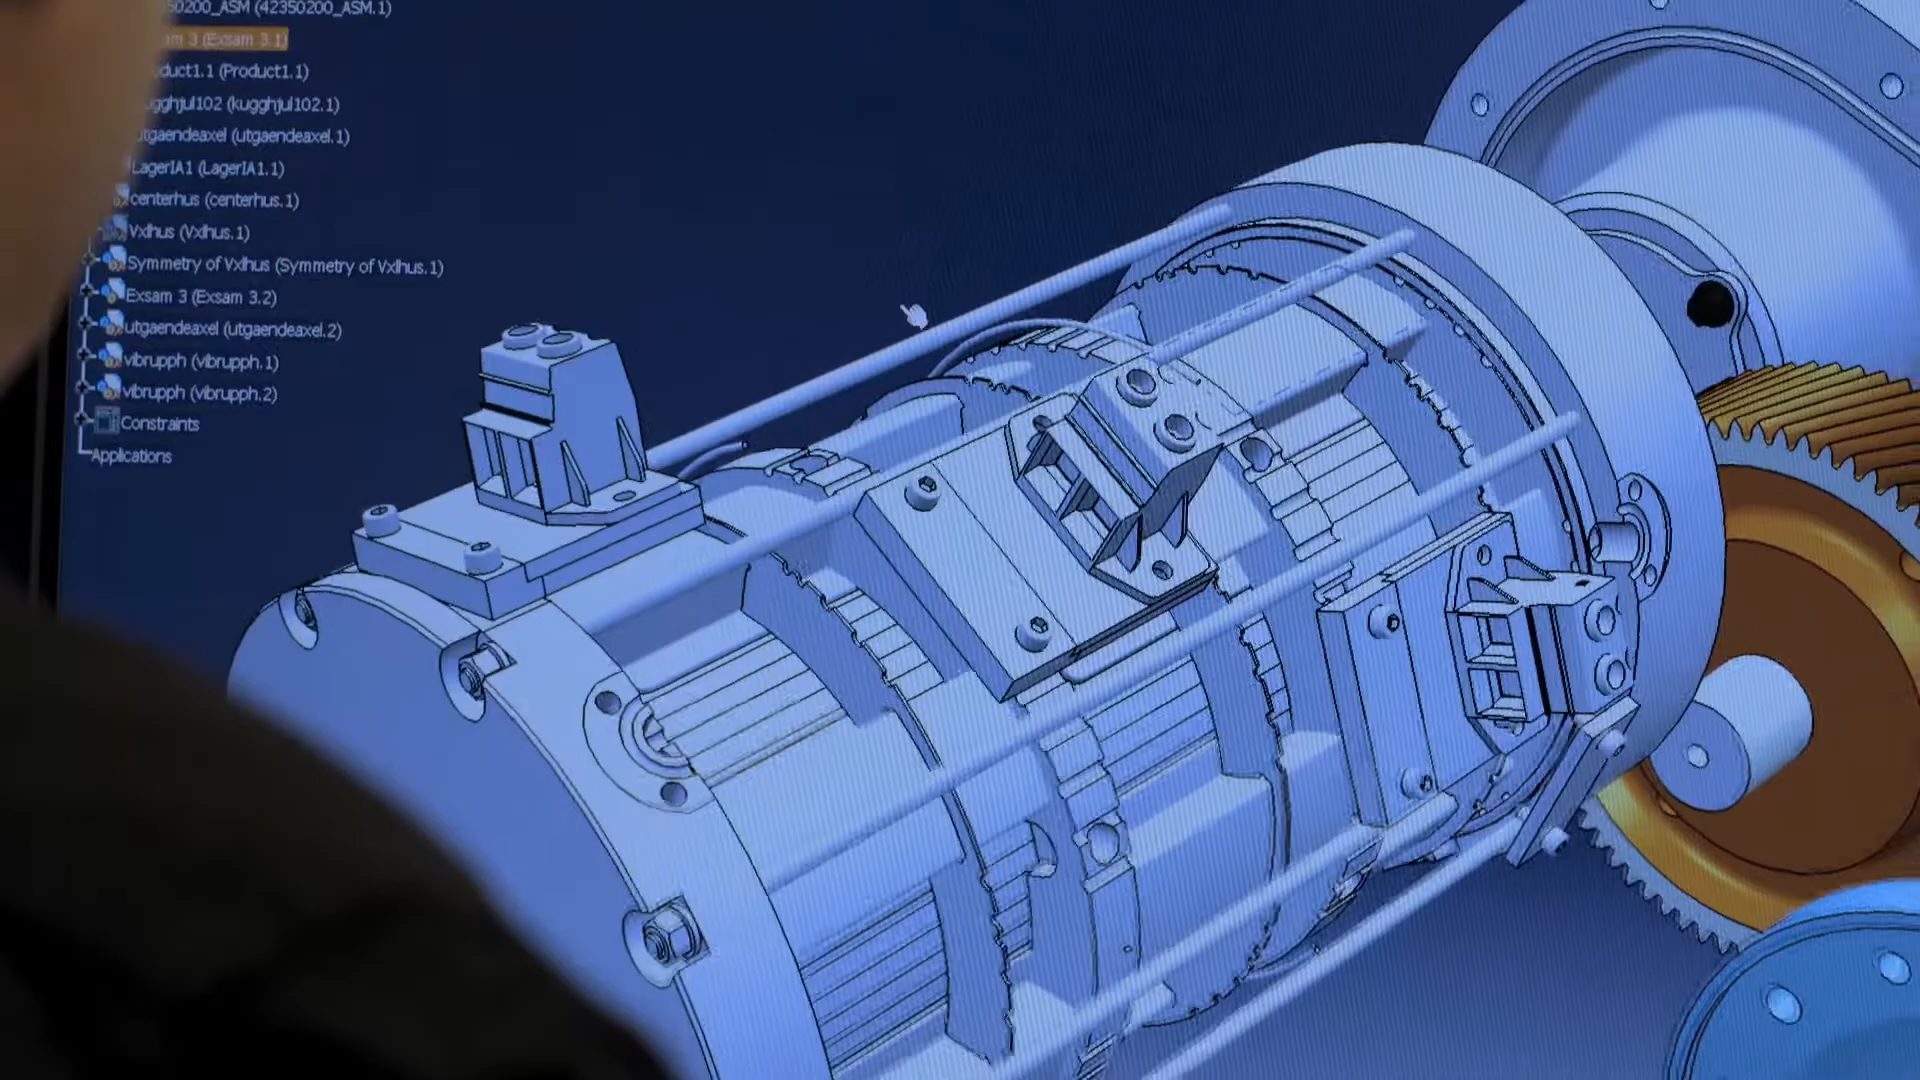 50200_ASM (42350200_ASM.1)
3 (Exsam 3.1)
duct1.1 (Product1.1)
ugghjul102 (kugghjul102.1)
utgaendeaxel (utgaendeaxel.1)
LagerIA1 (LagerIA1.1)
centerhus (centerhus.1)
Vxlhus (Vxlhus.1)
Symmetry of Vxlhus (Symmetry of Vxlhus.1)
Exsam 3 (Exsam 3.2)
utgaendeaxel (utgaendeaxel.2)
vibrupph (vibrupph.1)
vibrupph (vibrupph.2)
Constraints
Applications